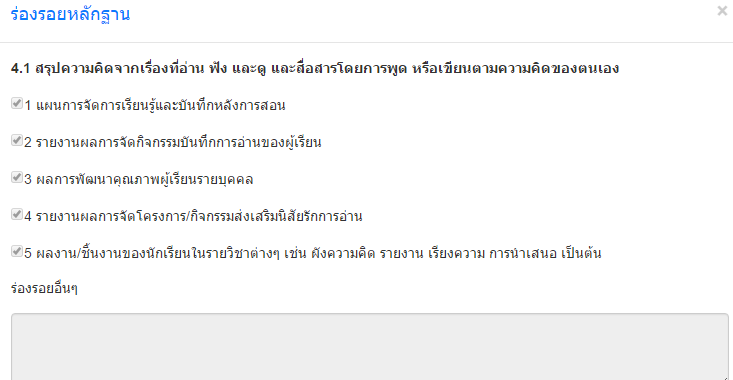 ร่องรอยหลักฐาน
4.1 สรุปความคิดจากเรื่องที่อ่าน ฟัง และดู และสื่อสารโดยการพูด หรือเขียนตามความคิดของตนเอง
1 แผนการจัดการเรียนรู้และบันทึกหลังการสอน
2 รายงานผลการจัดกิจกรรมบันทึกการอ่านของผู้เรียน
3 ผลการพัฒนาคุณภาพผู้เรียนรายบุคคล
4 รายงานผลการจัดโครงการ/กิจกรรมส่งเสริมนิสัยรักการอ่าน
5 ผลงาน/ชิ้นงานของนักเรียนในรายวิชาต่างๆ เช่น ผังความคิด รายงาน เรียงความ การนำเสนอ เป็นต้น
ร่องรอยอื่นๆ